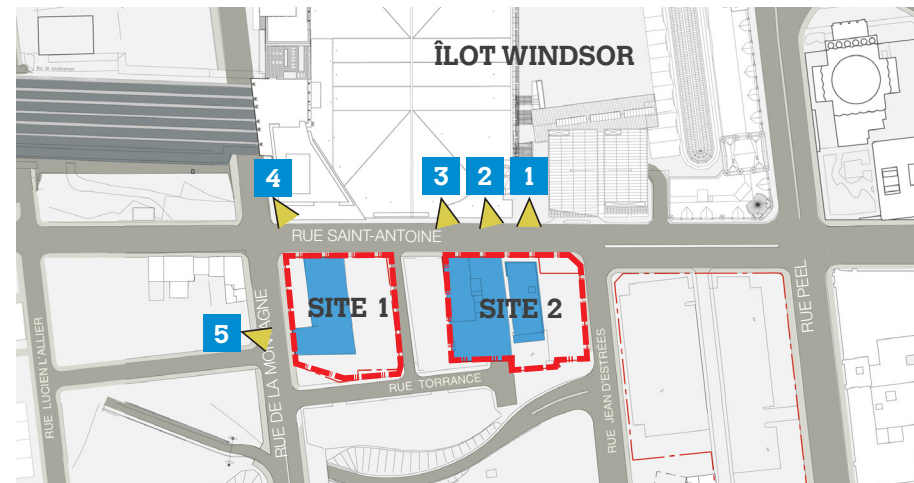 ÎLOT WINDSOR
4
3
2
1
RUE SAINT-ANTOINE
SITE 1
SITE 2
5
RUE LUCIEN L'ALLIER
RUE DE LA MONTAGNE
RUE TORRANCE
RUE JEAN D'ESTRÉES
RUE PEEL